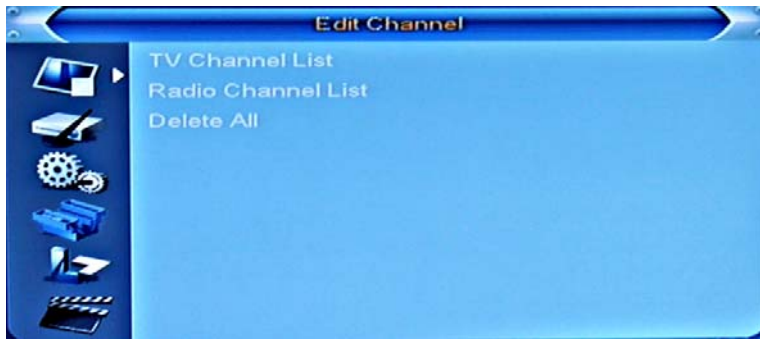 Edit Channel
TV Channel List
Radio Channel List
Delete All